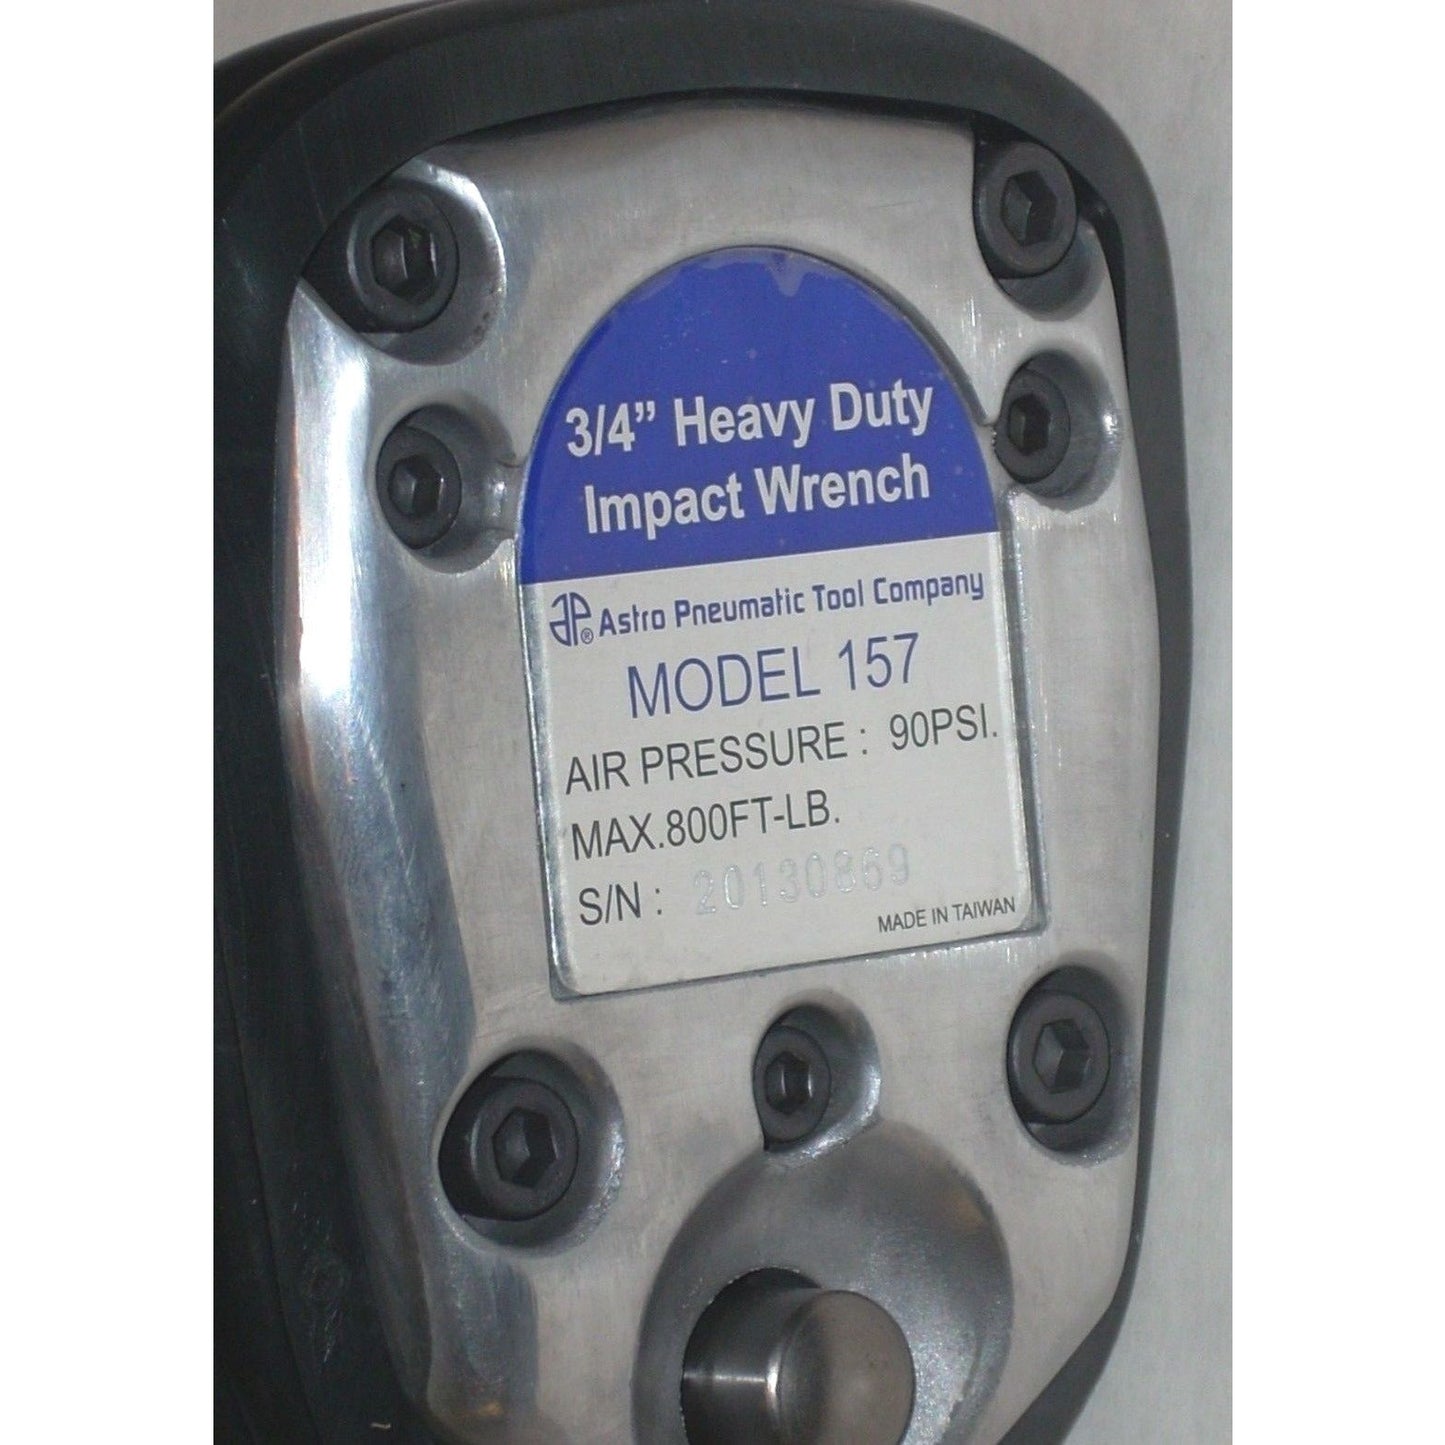 3/4” Heavy Duty
Impact Wrench
AP® Astro Pneumatic Tool Company
MODEL 157
AIR PRESSURE : 90PSI.
MAX.800FT-LB.
S/N : 20130869
MADE IN TAIWAN